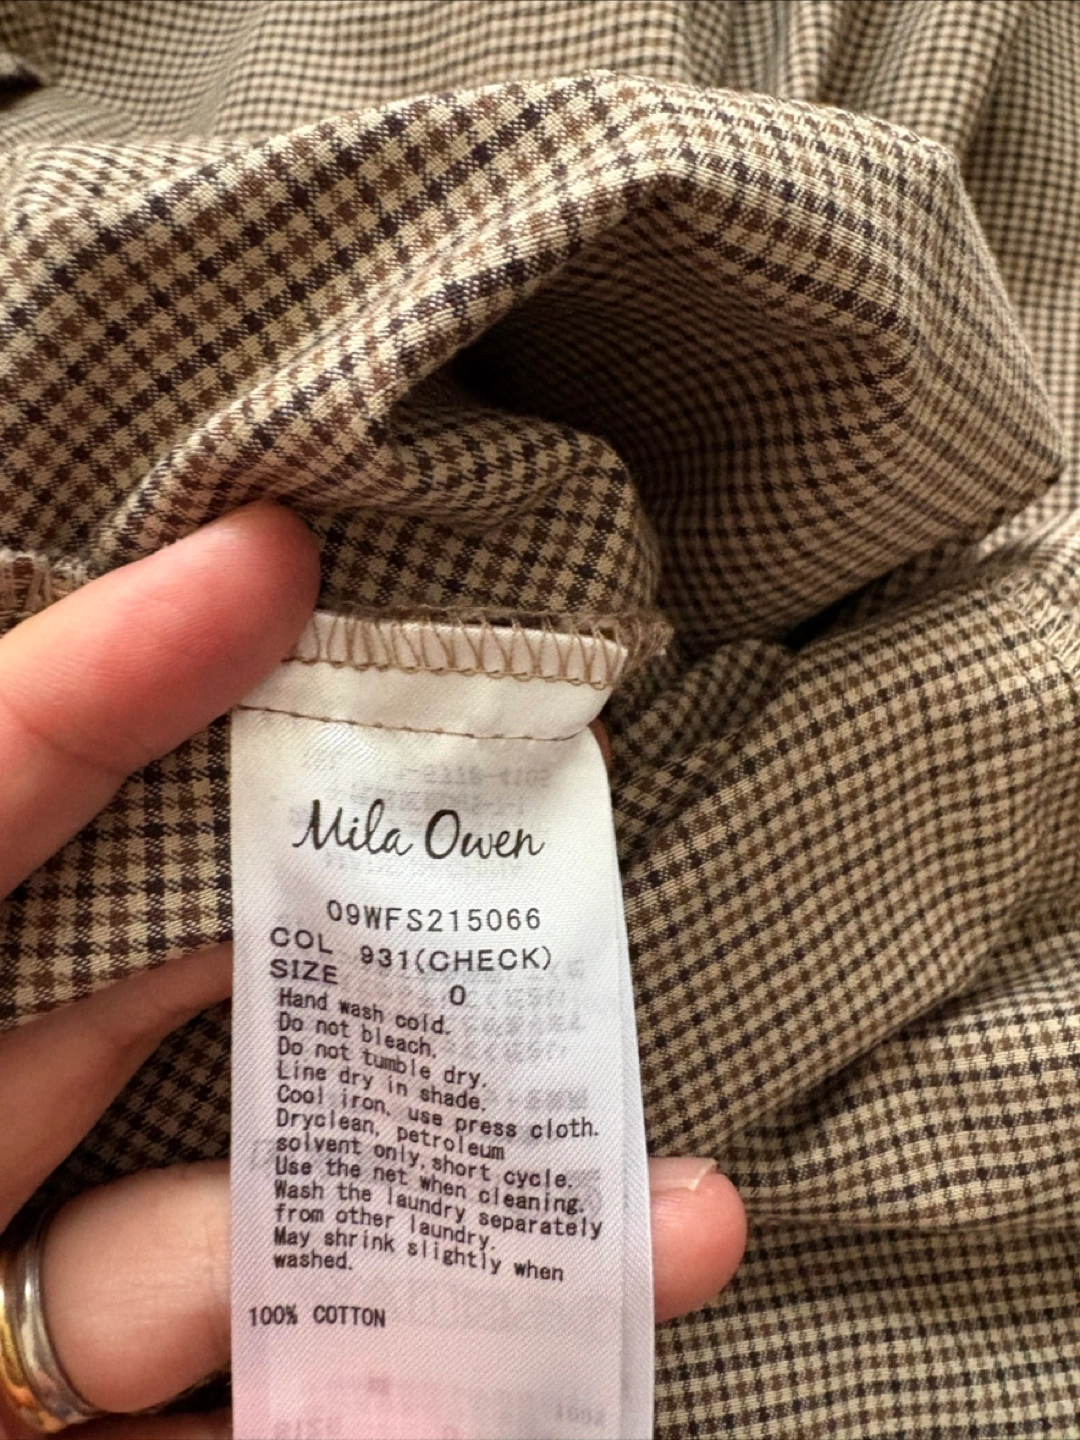 Mila Owen
09WFS215066
COL 931(CHECK)
SIZE 0
Hand wash cold.
Do not bleach.
Do not tumble dry.
Line dry in shade.
Cool iron, use press cloth.
Dryclean, petroleum
solvent only,short cycle.
Use the net when cleaning.
Wash the laundry separately
from other laundry.
May shrink slightly when
washed.
100% COTTON